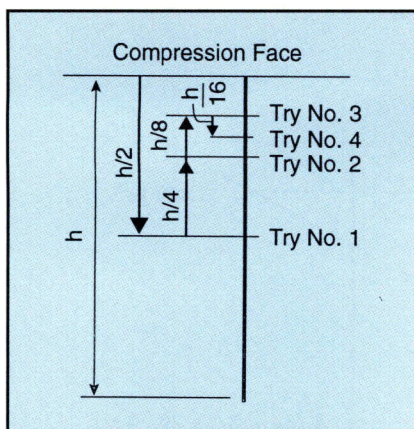 Compression Face
h
16
Try No. 3
h/8
Try No. 4
h/2
Try No. 2
h/4
h
Try No. 1